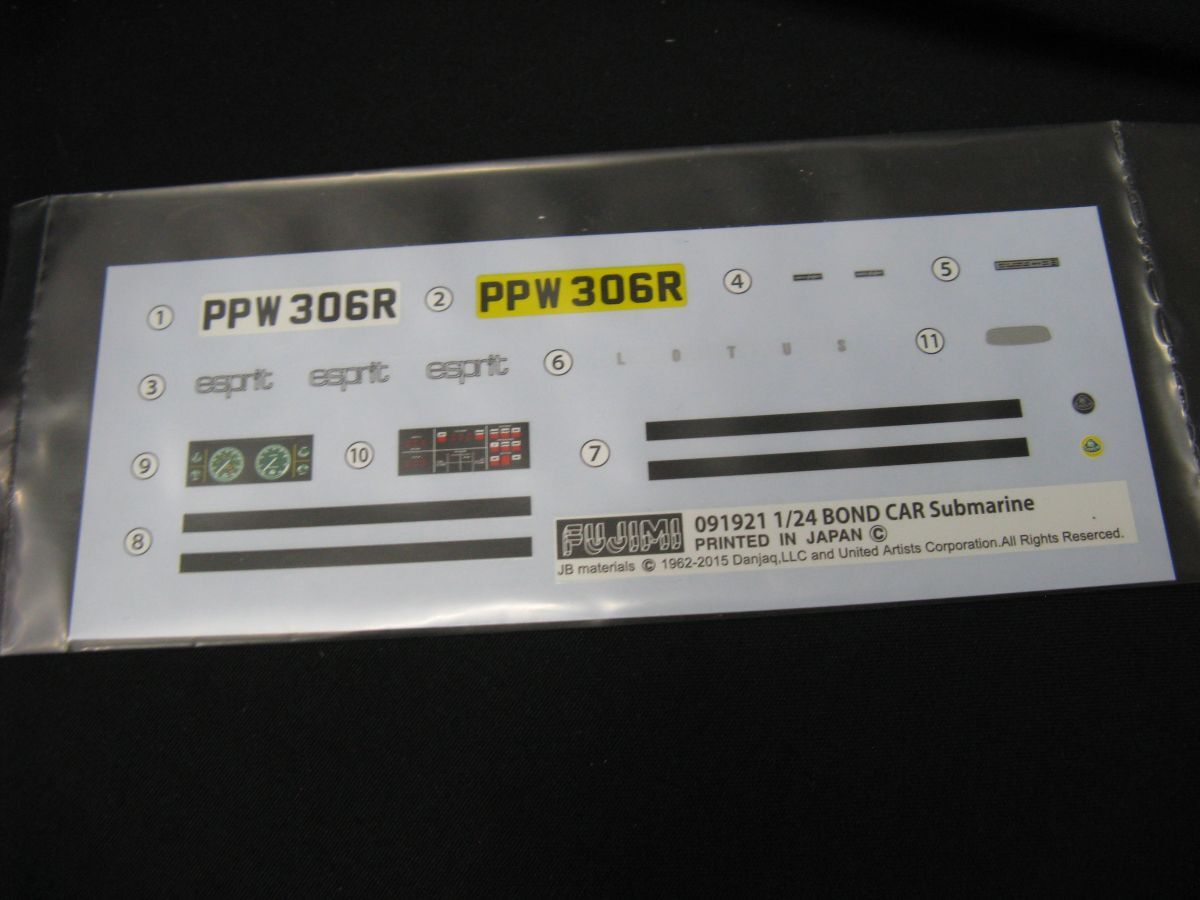 ① PPW 306R
② PPW 306R
④
⑤
③ esprit esprit esprit
⑥ L O T U S
⑪
⑨
⑩
⑦
⑧
FUJIMI
091921 1/24 BOND CAR Submarine
PRINTED IN JAPAN ©
JB materials © 1962-2015 Danjaq,LLC and United Artists Corporation.All Rights Reserved.